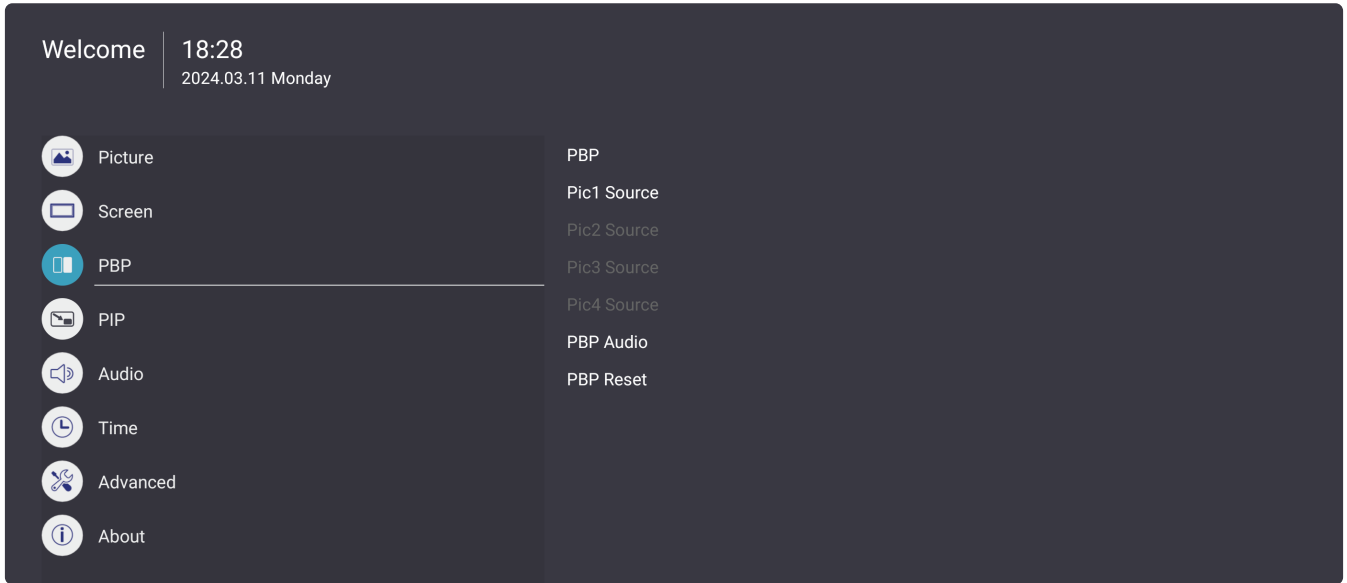 Welcome
18:28
2024.03.11 Monday
Picture
Screen
PBP
PIP
Audio
Time
Advanced
About
PBP
Pic1 Source
Pic2 Source
Pic3 Source
Pic4 Source
PBP Audio
PBP Reset